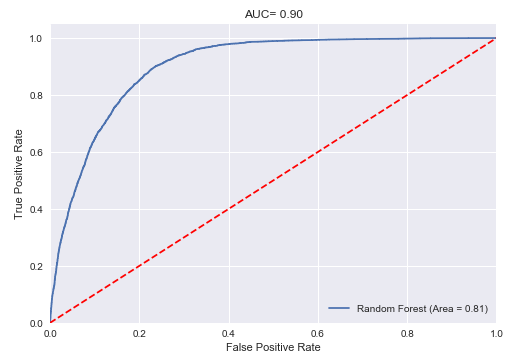 AUC= 0.90
True Positive Rate
1.0
0.8
0.6
0.4
0.2
0.0
Random Forest (Area = 0.81)
0.0 0.2 0.4 0.6 0.8 1.0
False Positive Rate